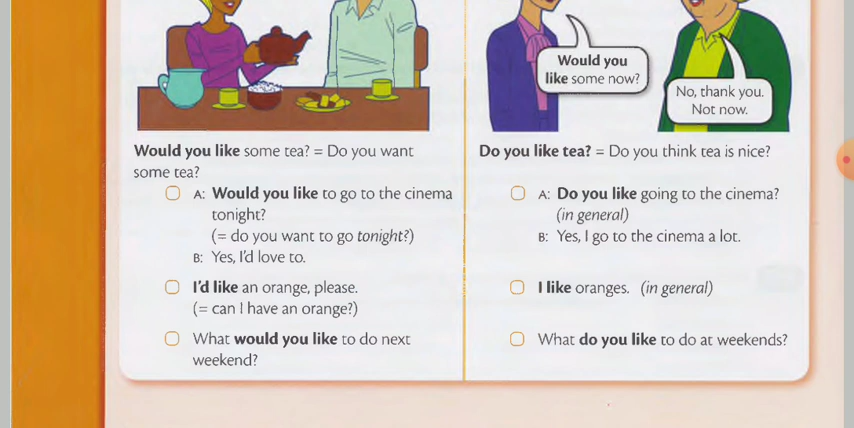 Would you
like some now?
No, thank you.
Not now.
Would you like some tea? = Do you want
some tea?
A: Would you like to go to the cinema
tonight?
(= do you want to go tonight?)
B: Yes, I'd love to.
I'd like an orange, please.
(= can I have an orange?)
What would you like to do next
weekend?
Do you like tea? = Do you think tea is nice?
A: Do you like going to the cinema?
(in general)
B: Yes, I go to the cinema a lot.
I like oranges. (in general)
What do you like to do at weekends?